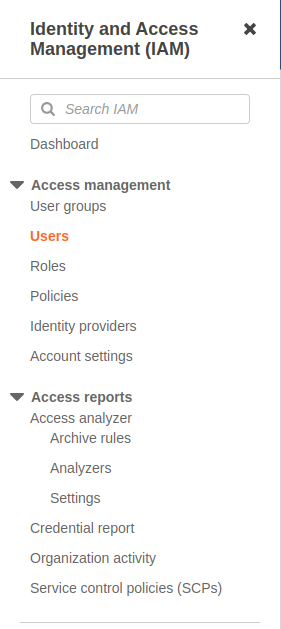 Identity and Access
Management (IAM)
Search IAM
Dashboard
Access management
User groups
Users
Roles
Policies
Identity providers
Account settings
Access reports
Access analyzer
Archive rules
Analyzers
Settings
Credential report
Organization activity
Service control policies (SCPs)